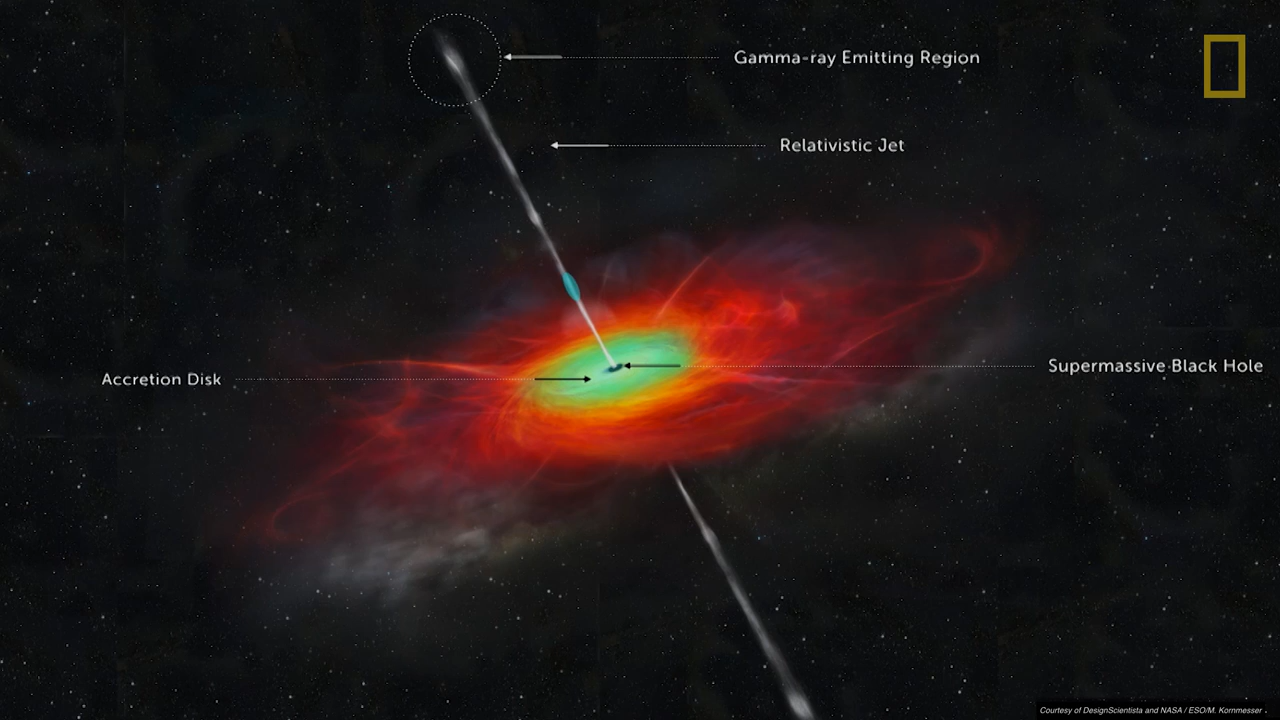 Gamma-ray Emitting Region
Relativistic Jet
Supermassive Black Hole
Accretion Disk
Courtesy of DesignScientista and NASA / ESO/M. Kornmesser .